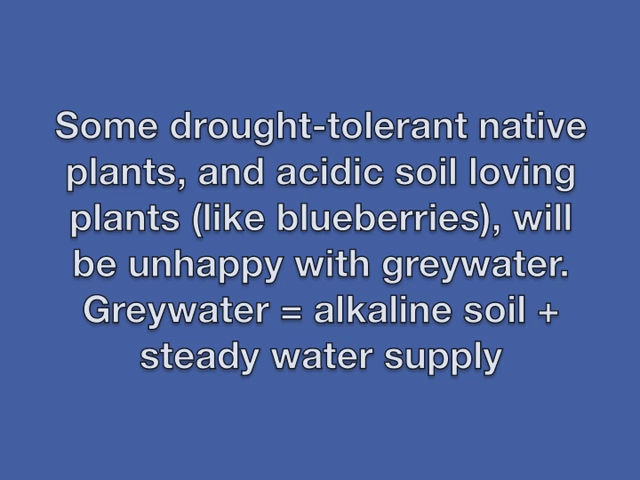 Some drought-tolerant native
plants, and acidic soil loving
plants (like blueberries), will
be unhappy with greywater.
Greywater = alkaline soil +
steady water supply